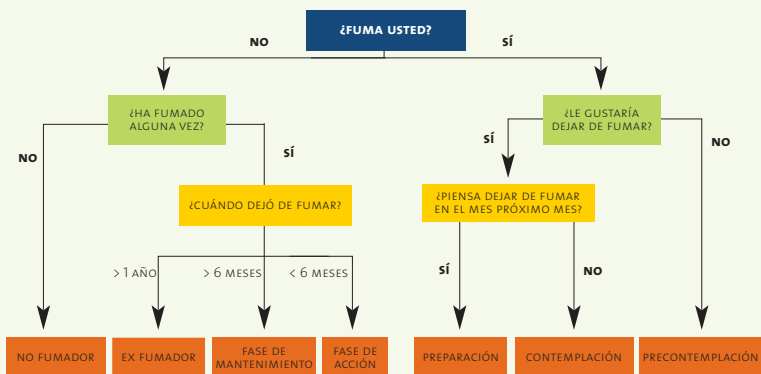 ¿FUMA USTED?
NO
SÍ
¿HA FUMADO
ALGUNA VEZ?
¿LE GUSTARÍA
DEJAR DE FUMAR?
NO
SÍ
SÍ
NO
¿CUÁNDO DEJÓ DE FUMAR?
¿PIENSA DEJAR DE FUMAR
EN EL MES PRÓXIMO MES?
> 1 AÑO
> 6 MESES
< 6 MESES
SÍ
NO
NO FUMADOR
EX FUMADOR
FASE DE
MANTENIMIENTO
FASE DE
ACCIÓN
PREPARACIÓN
CONTEMPLACIÓN
PRECONTEMPLACIÓN